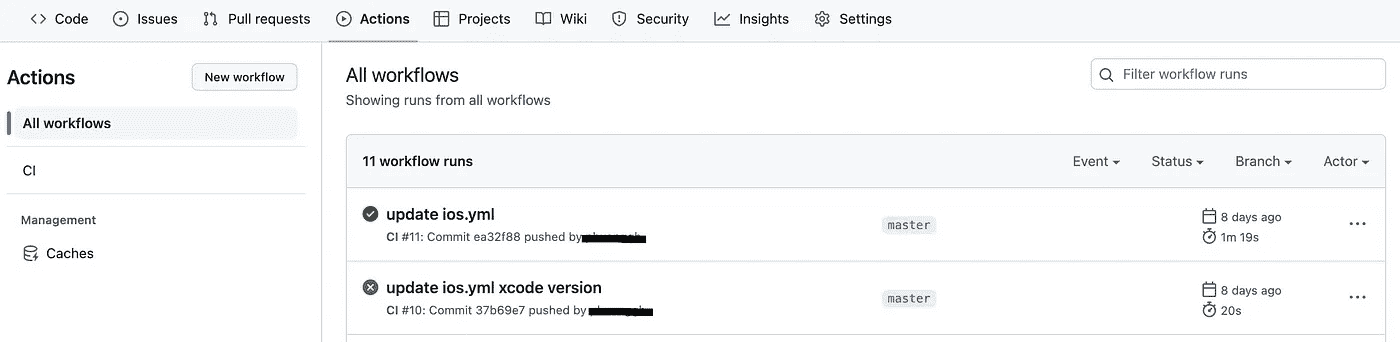 Code Issues Pull requests Actions Projects Wiki Security Insights Settings
Actions New workflow
All workflows
CI
Management
Caches
All workflows
Showing runs from all workflows
Filter workflow runs
11 workflow runs Event Status Branch Actor
update ios.yml
CI #11: Commit ea32f88 pushed by
master
8 days ago
1m 19s
update ios.yml xcode version
CI #10: Commit 37b69e7 pushed by
master
8 days ago
20s